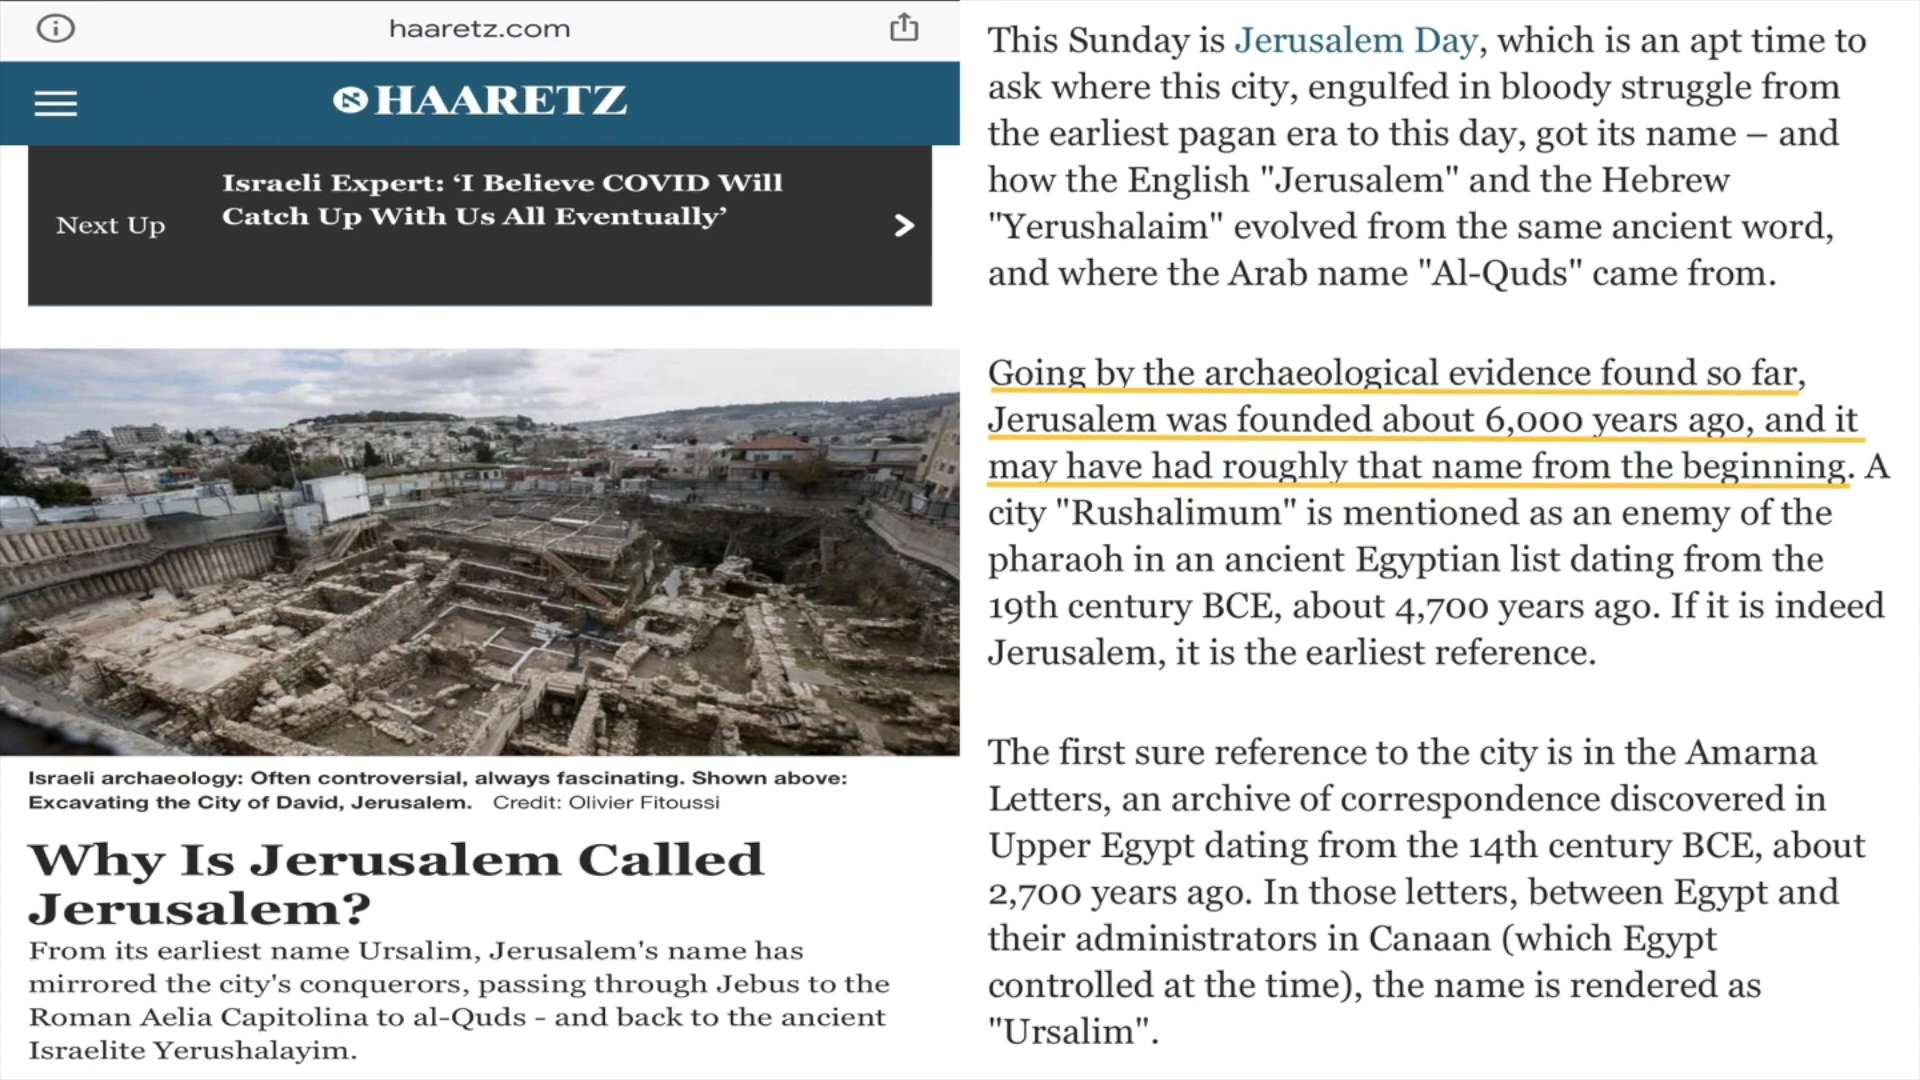 haaretz.com
HAARETZ
Next Up
Israeli Expert: ‘I Believe COVID Will
Catch Up With Us All Eventually’
Israeli archaeology: Often controversial, always fascinating. Shown above:
Excavating the City of David, Jerusalem. Credit: Olivier Fitoussi
Why Is Jerusalem Called
Jerusalem?
From its earliest name Ursalim, Jerusalem's name has
mirrored the city's conquerors, passing through Jebus to the
Roman Aelia Capitolina to al-Quds - and back to the ancient
Israelite Yerushalayim.
This Sunday is Jerusalem Day, which is an apt time to
ask where this city, engulfed in bloody struggle from
the earliest pagan era to this day, got its name – and
how the English "Jerusalem" and the Hebrew
"Yerushalaim" evolved from the same ancient word,
and where the Arab name "Al-Quds" came from.
Going by the archaeological evidence found so far,
Jerusalem was founded about 6,000 years ago, and it
may have had roughly that name from the beginning. A
city "Rushalimum" is mentioned as an enemy of the
pharaoh in an ancient Egyptian list dating from the
19th century BCE, about 4,700 years ago. If it is indeed
Jerusalem, it is the earliest reference.
The first sure reference to the city is in the Amarna
Letters, an archive of correspondence discovered in
Upper Egypt dating from the 14th century BCE, about
2,700 years ago. In those letters, between Egypt and
their administrators in Canaan (which Egypt
controlled at the time), the name is rendered as
"Ursalim".